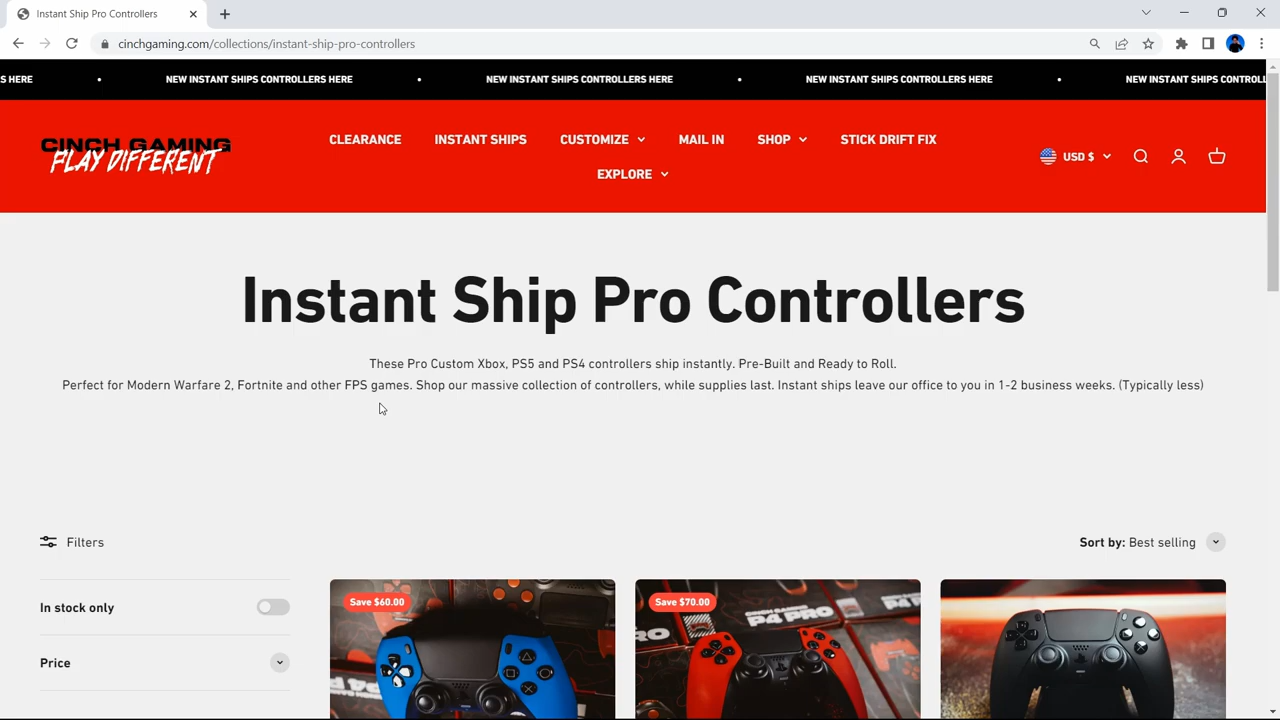 Instant Ship Pro Controllers
cinchgaming.com/collections/instant-ship-pro-controllers
S HERE • NEW INSTANT SHIPS CONTROLLERS HERE • NEW INSTANT SHIPS CONTROLLERS HERE • NEW INSTANT SHIPS CONTROLLERS HERE • NEW INSTANT SHIPS CONTROLL
CINCH GAMING
PLAY DIFFERENT
CLEARANCE INSTANT SHIPS CUSTOMIZE MAIL IN SHOP STICK DRIFT FIX
EXPLORE
USD $
Instant Ship Pro Controllers
These Pro Custom Xbox, PS5 and PS4 controllers ship instantly. Pre-Built and Ready to Roll.
Perfect for Modern Warfare 2, Fortnite and other FPS games. Shop our massive collection of controllers, while supplies last. Instant ships leave our office to you in 1-2 business weeks. (Typically less)
Filters
Sort by: Best selling
In stock only
Price
Save $60.00
Save $70.00
CINCH GAMING
P4 PRO